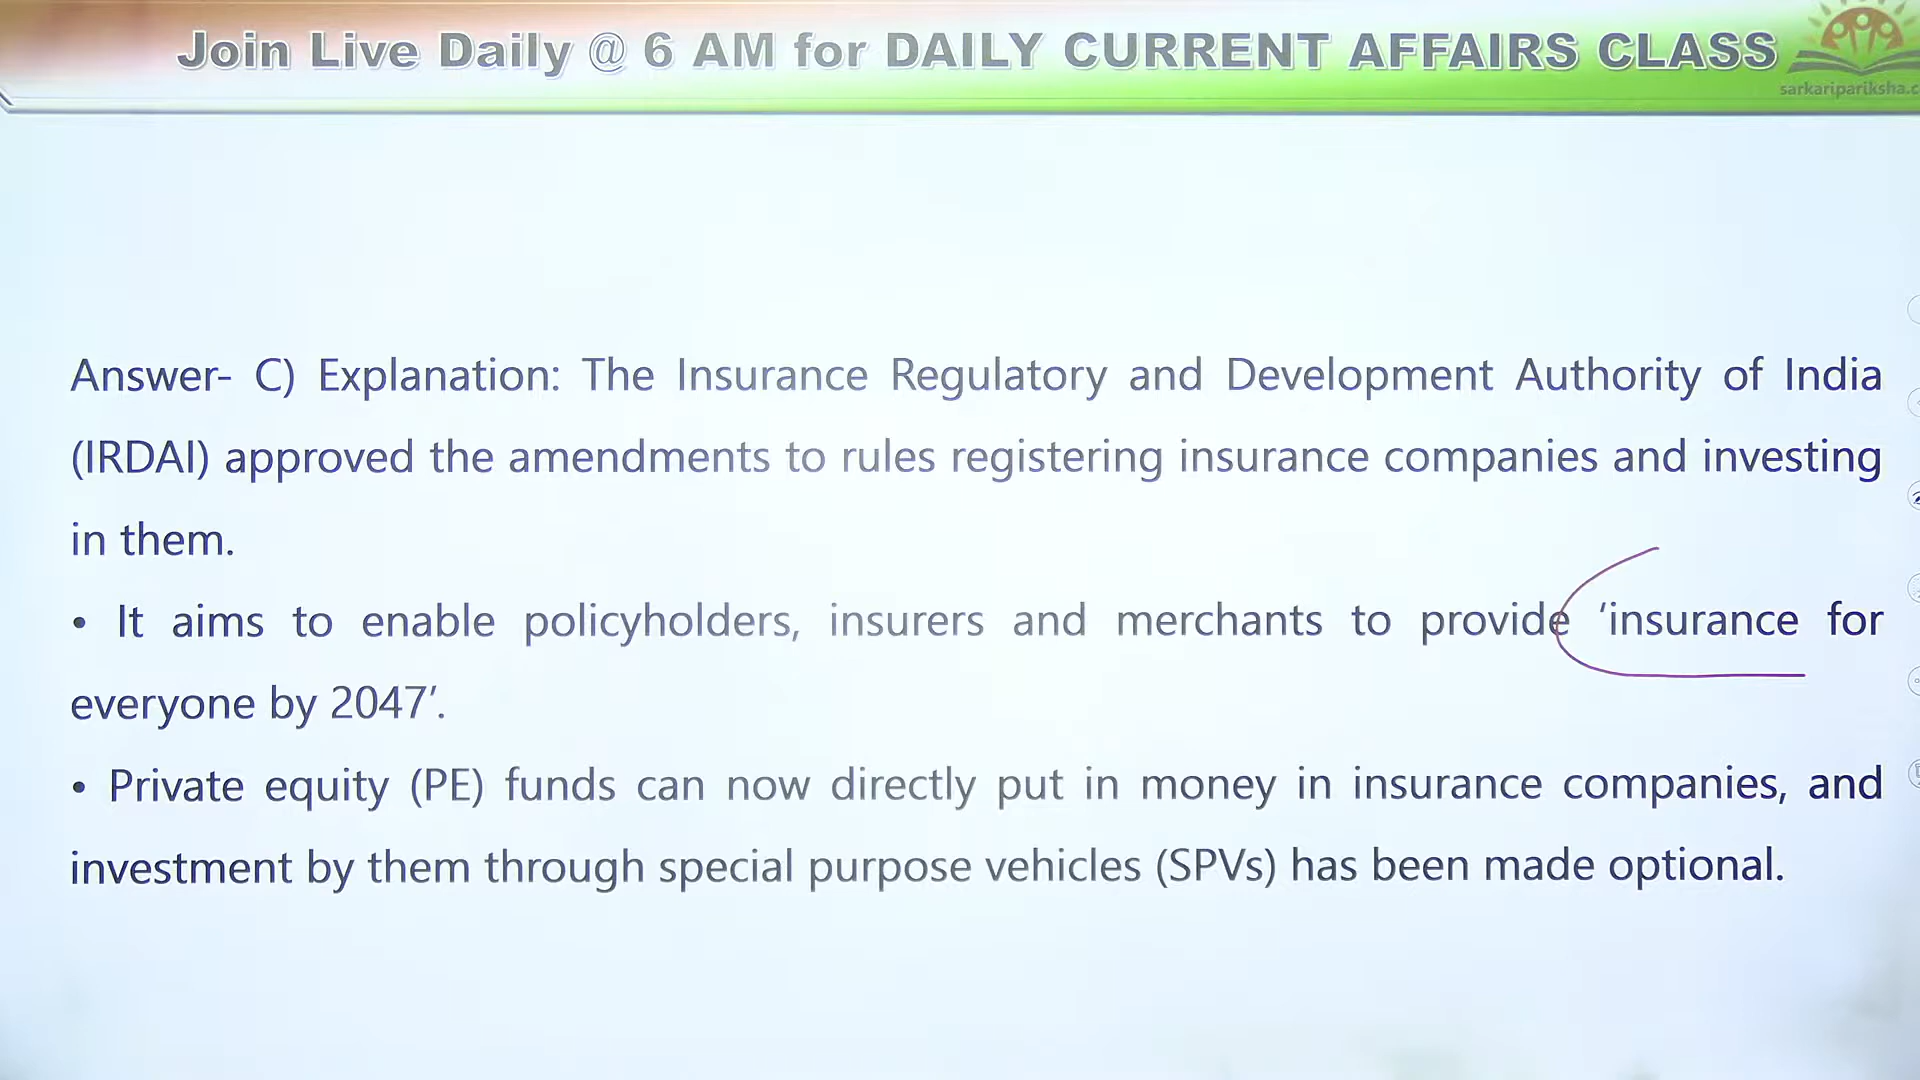 Join Live Daily @ 6 AM for DAILY CURRENT AFFAIRS CLASS
sarkaripariksha.c
Answer- C) Explanation: The Insurance Regulatory and Development Authority of India
(IRDAI) approved the amendments to rules registering insurance companies and investing
in them.
• It aims to enable policyholders, insurers and merchants to provide ‘insurance for
everyone by 2047’.
• Private equity (PE) funds can now directly put in money in insurance companies, and
investment by them through special purpose vehicles (SPVs) has been made optional.